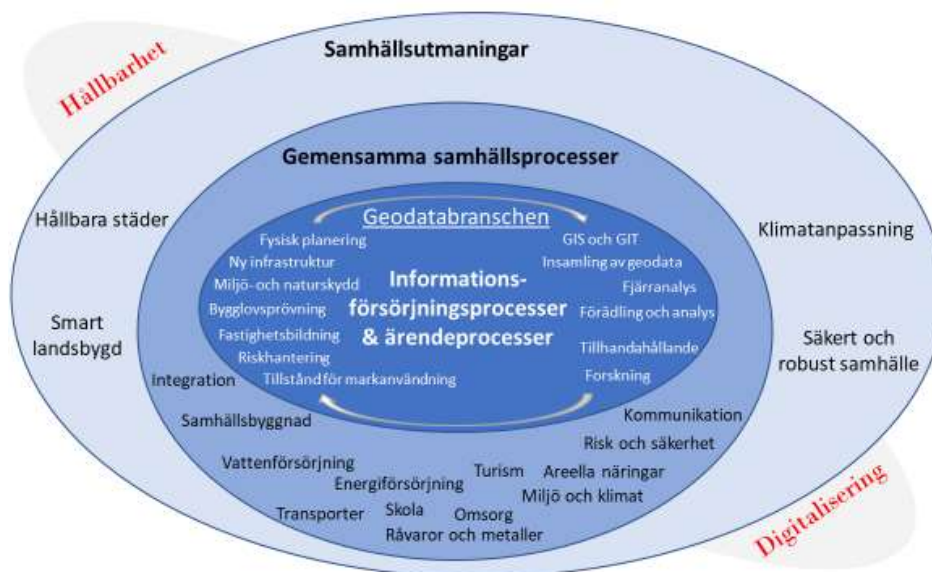 Samhällsutmaningar
Hållbarhet
Gemensamma samhällsprocesser
Hållbara städer
Klimatanpassning
Smart
landsbygd
Säkert och
robust samhälle
Geodatabranschen
Fysisk planering
Ny infrastruktur
Miljö- och naturskydd
Bygglovsprövning
Fastighetsbildning
Riskhantering
Tillstånd för markanvändning
Informations-
försörjningsprocesser
& ärendeprocesser
GIS och GIT
Insamling av geodata
Fjärranalys
Förädling och analys
Tillhandahållande
Forskning
Integration
Samhällsbyggnad
Kommunikation
Risk och säkerhet
Vattenförsörjning
Energiförsörjning
Turism
Areella näringar
Miljö och klimat
Transporter
Skola
Omsorg
Råvaror och metaller
Digitalisering